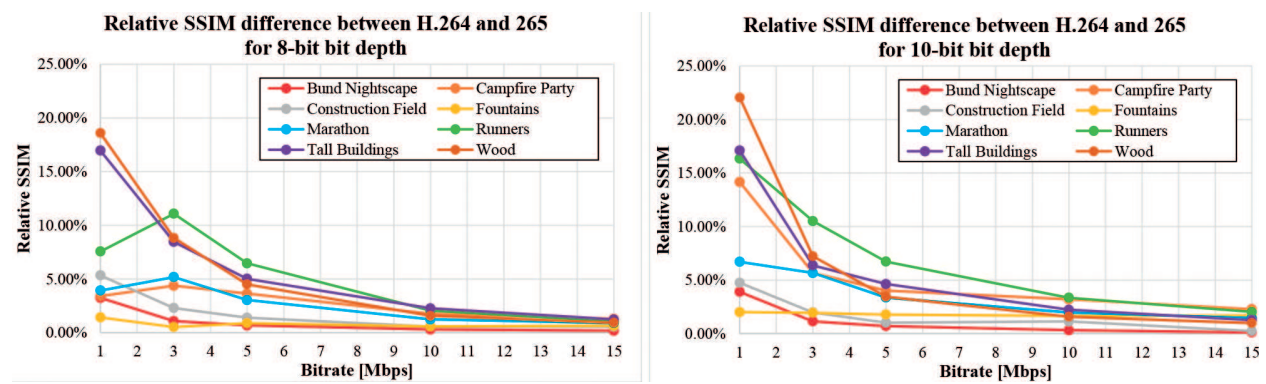 Relative SSIM difference between H.264 and 265
for 8-bit bit depth
25.00%
20.00%
15.00%
10.00%
5.00%
0.00%
Relative SSIM
Bund Nightscape Campfire Party
Construction Field Fountains
Marathon Runners
Tall Buildings Wood
1 2 3 4 5 6 7 8 9 10 11 12 13 14 15
Bitrate [Mbps]
Relative SSIM difference between H.264 and 265
for 10-bit bit depth
25.00%
20.00%
15.00%
10.00%
5.00%
0.00%
Relative SSIM
Bund Nightscape Campfire Party
Construction Field Fountains
Marathon Runners
Tall Buildings Wood
1 2 3 4 5 6 7 8 9 10 11 12 13 14 15
Bitrate [Mbps]